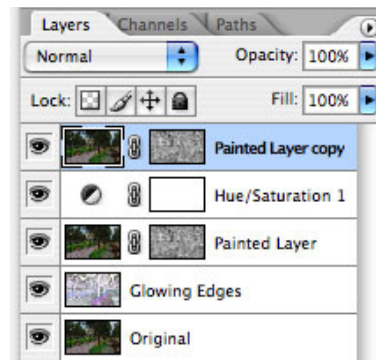 Layers Channels Paths
Normal Opacity: 100%
Lock: Fill: 100%
Painted Layer copy
Hue/Saturation 1
Painted Layer
Glowing Edges
Original